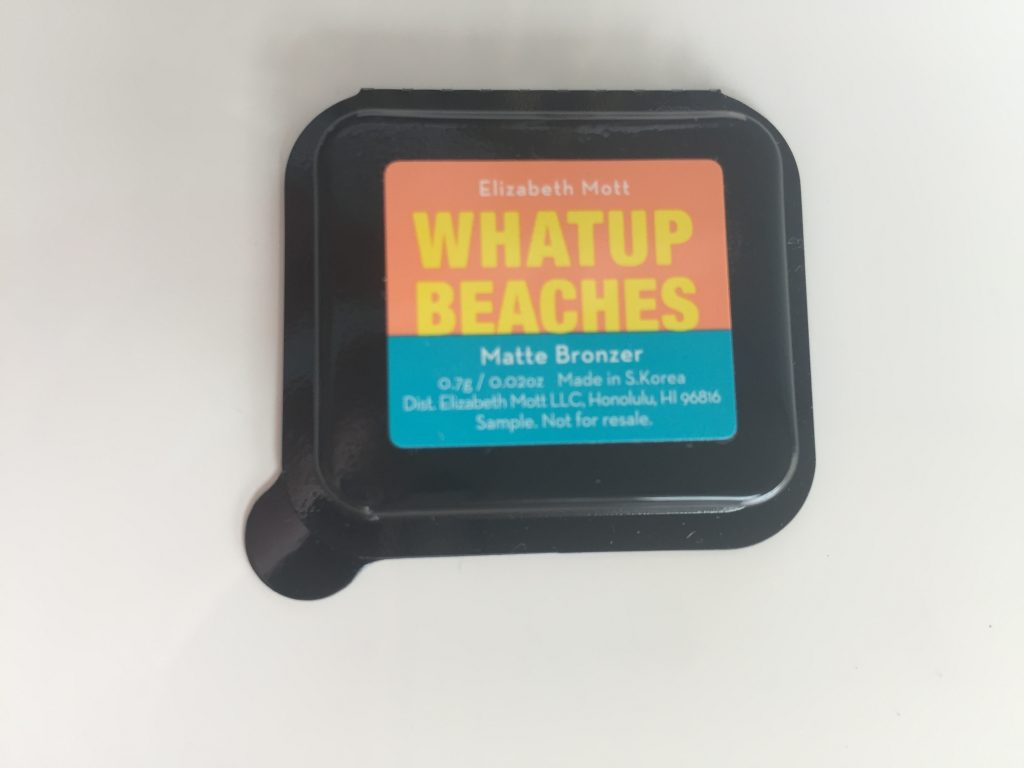 Elizabeth Mott
WHATUP
BEACHES
Matte Bronzer
0.7g / 0.02oz Made in S.Korea
Dist. Elizabeth Mott LLC, Honolulu, HI 96816
Sample. Not for resale.